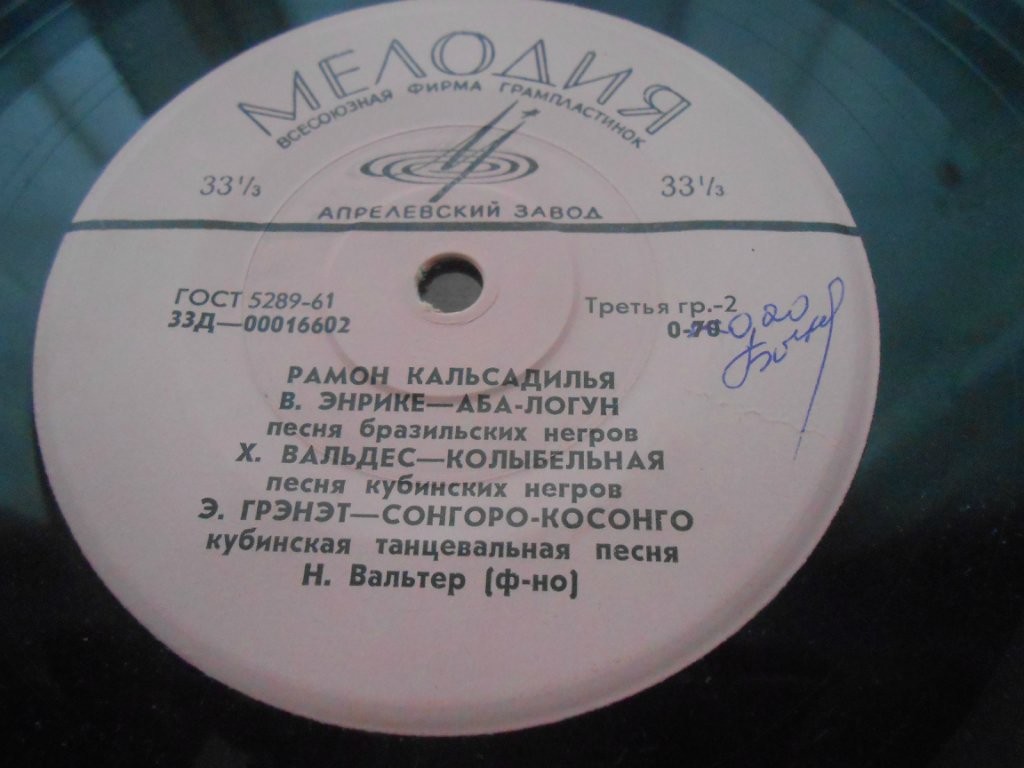 МЕЛОДИЯ
ВСЕСОЮЗНАЯ ФИРМА ГРАМПЛАСТИНОК
33⅓ 33⅓
АПРЕЛЕВСКИЙ ЗАВОД
ГОСТ 5289-61 Третья гр.-2
33Д—00016602 0-70 0,20
РАМОН КАЛЬСАДИЛЬЯ
В. ЭНРИКЕ—АБА-ЛОГУН
песня бразильских негров
Х. ВАЛЬДЕС—КОЛЫБЕЛЬНАЯ
песня кубинских негров
Э. ГРЭНЭТ—СОНГОРО-КОСОНГО
кубинская танцевальная песня
Н. Вальтер (ф-но)